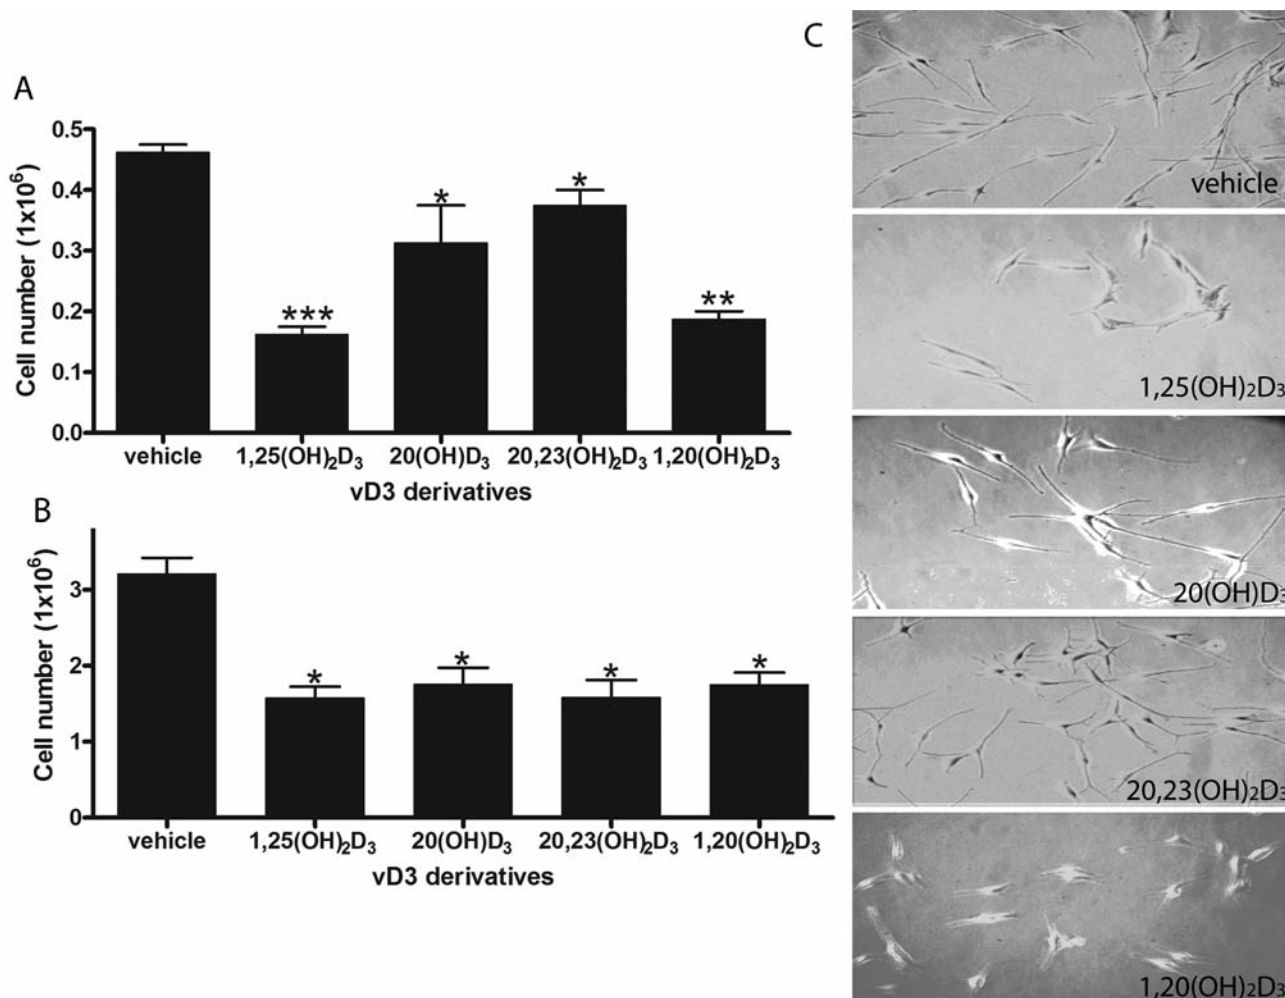 A
Cell number (1x10⁶)
0.5
0.4
0.3
0.2
0.1
0.0
***
*
*
**
vehicle 1,25(OH)₂D₃ 20(OH)D₃ 20,23(OH)₂D₃ 1,20(OH)₂D₃
vD3 derivatives
B
Cell number (1x10⁶)
3
2
1
0
*
*
*
*
vehicle 1,25(OH)₂D₃ 20(OH)D₃ 20,23(OH)₂D₃ 1,20(OH)₂D₃
vD3 derivatives
C
vehicle
1,25(OH)₂D₃
20(OH)D₃
20,23(OH)₂D₃
1,20(OH)₂D₃